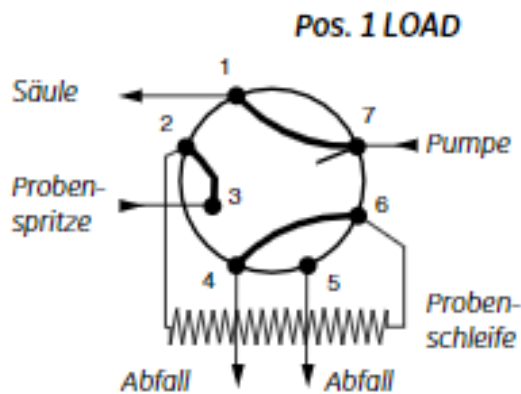 Pos. 1 LOAD
1
Säule
2
7
Pumpe
Proben-
spritze
3
6
4
5
Proben-
schleife
Abfall
Abfall